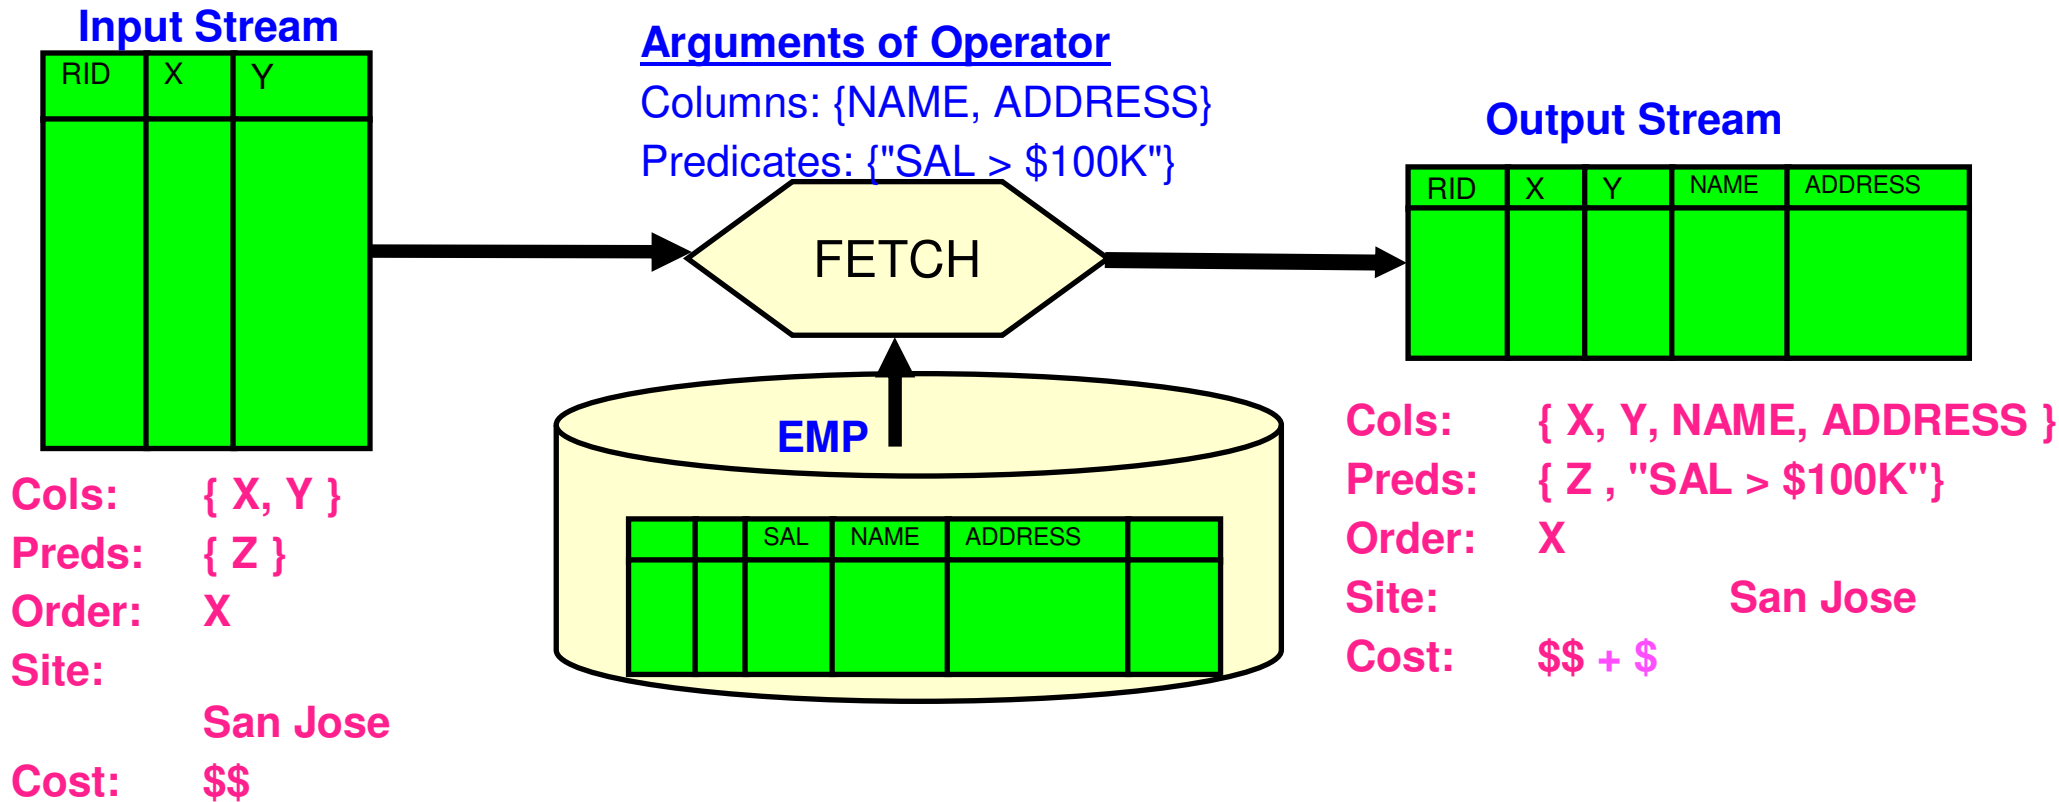 Input Stream
RID X Y
Cols: { X, Y }
Preds: { Z }
Order: X
Site:
San Jose
Cost: $$
Arguments of Operator
Columns: {NAME, ADDRESS}
Predicates: {"SAL > $100K"}
FETCH
EMP
SAL NAME ADDRESS
Output Stream
RID X Y NAME ADDRESS
Cols: { X, Y, NAME, ADDRESS }
Preds: { Z , "SAL > $100K"}
Order: X
Site: San Jose
Cost: $$ + $